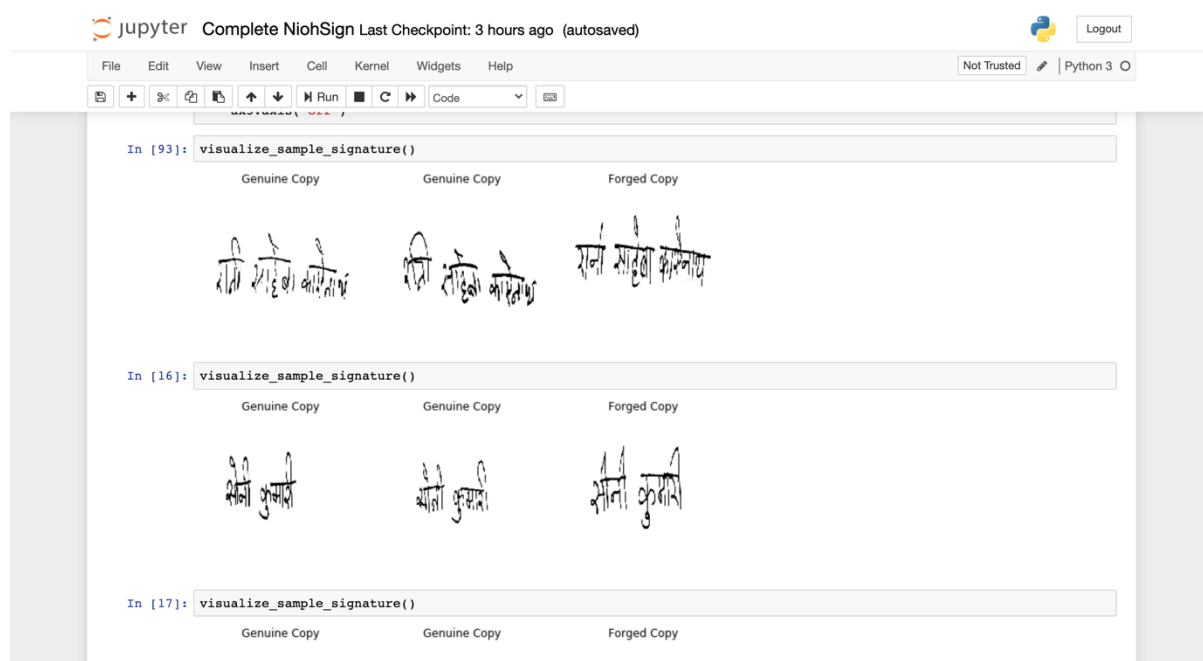 jupyter Complete NiohSign Last Checkpoint: 3 hours ago (autosaved) Logout
File Edit View Insert Cell Kernel Widgets Help Not Trusted Python 3
Run Code
In [93]: visualize_sample_signature()
Genuine Copy Genuine Copy Forged Copy
In [16]: visualize_sample_signature()
Genuine Copy Genuine Copy Forged Copy
सोनी कुमारी सोनी कुमारी सोनी कुमारी
In [17]: visualize_sample_signature()
Genuine Copy Genuine Copy Forged Copy